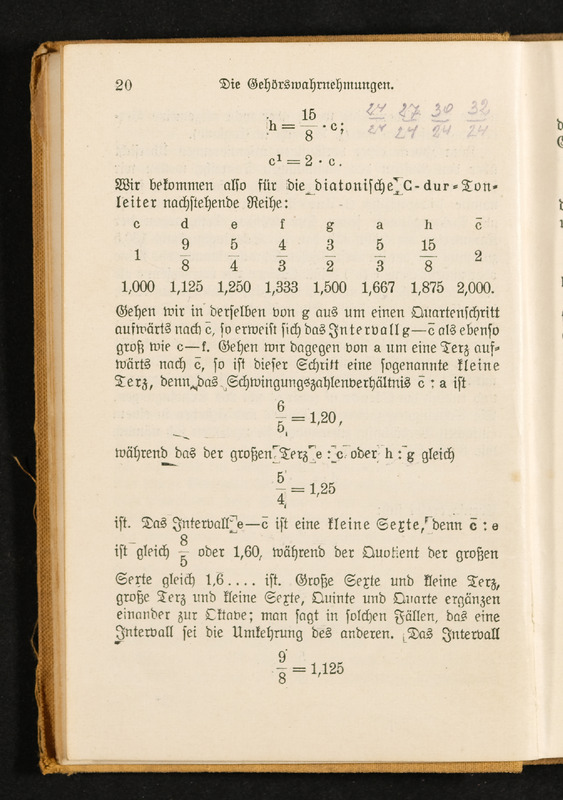 20 Die Gehörswahrnehmungen.
h = 15/8 · c; 24/24 27/24 30/24 32/24
c¹ = 2 · c.
Wir bekommen also für die diatonische C-dur-Ton-
leiter nachstehende Reihe:
c d e f g a h c̄
1 9/8 5/4 4/3 3/2 5/3 15/8 2
1,000 1,125 1,250 1,333 1,500 1,667 1,875 2,000.
Gehen wir in derselben von g aus um einen Quartenschritt
aufwärts nach c̄, so erweist sich das Intervall g—c̄ als ebenso
groß wie c—f. Gehen wir dagegen von a um eine Terz auf-
wärts nach c̄, so ist dieser Schritt eine sogenannte kleine
Terz, denn das Schwingungszahlenverhältnis c̄ : a ist
6/5 = 1,20,
während das der großen Terz e : c oder h : g gleich
5/4 = 1,25
ist. Das Intervall e—c̄ ist eine kleine Sexte, denn c̄ : e
ist gleich 8/5 oder 1,60, während der Quotient der großen
Sexte gleich 1,6.... ist. Große Sexte und kleine Terz,
große Terz und kleine Sexte, Quinte und Quarte ergänzen
einander zur Oktave; man sagt in solchen Fällen, das eine
Intervall sei die Umkehrung des anderen. Das Intervall
9/8 = 1,125